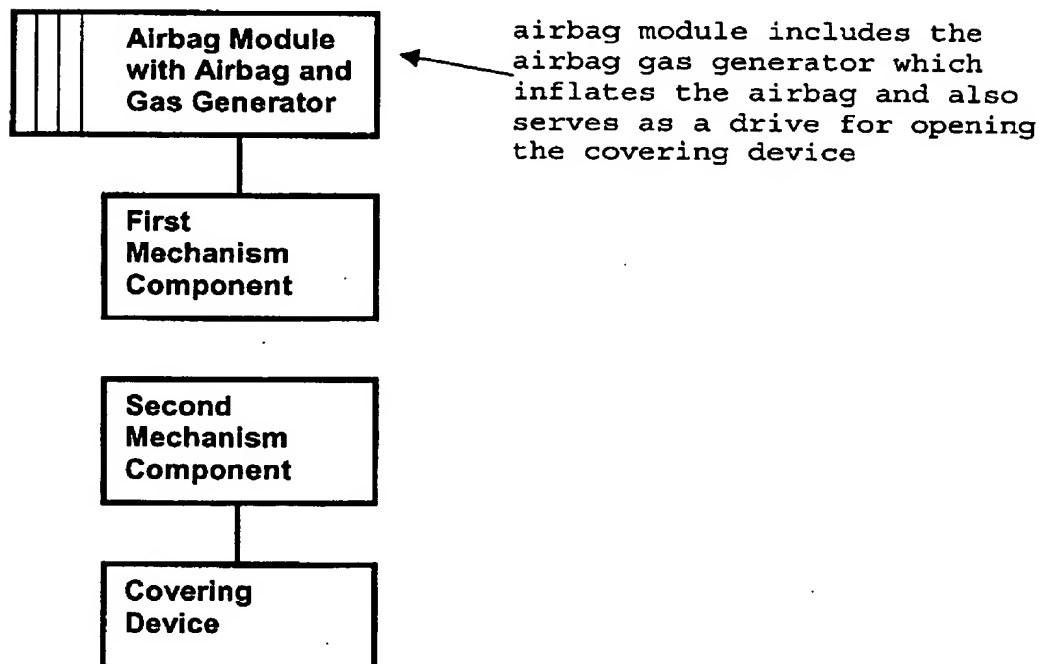 Airbag Module
with Airbag and
Gas Generator
airbag module includes the
airbag gas generator which
inflates the airbag and also
serves as a drive for opening
the covering device
First
Mechanism
Component
Second
Mechanism
Component
Covering
Device